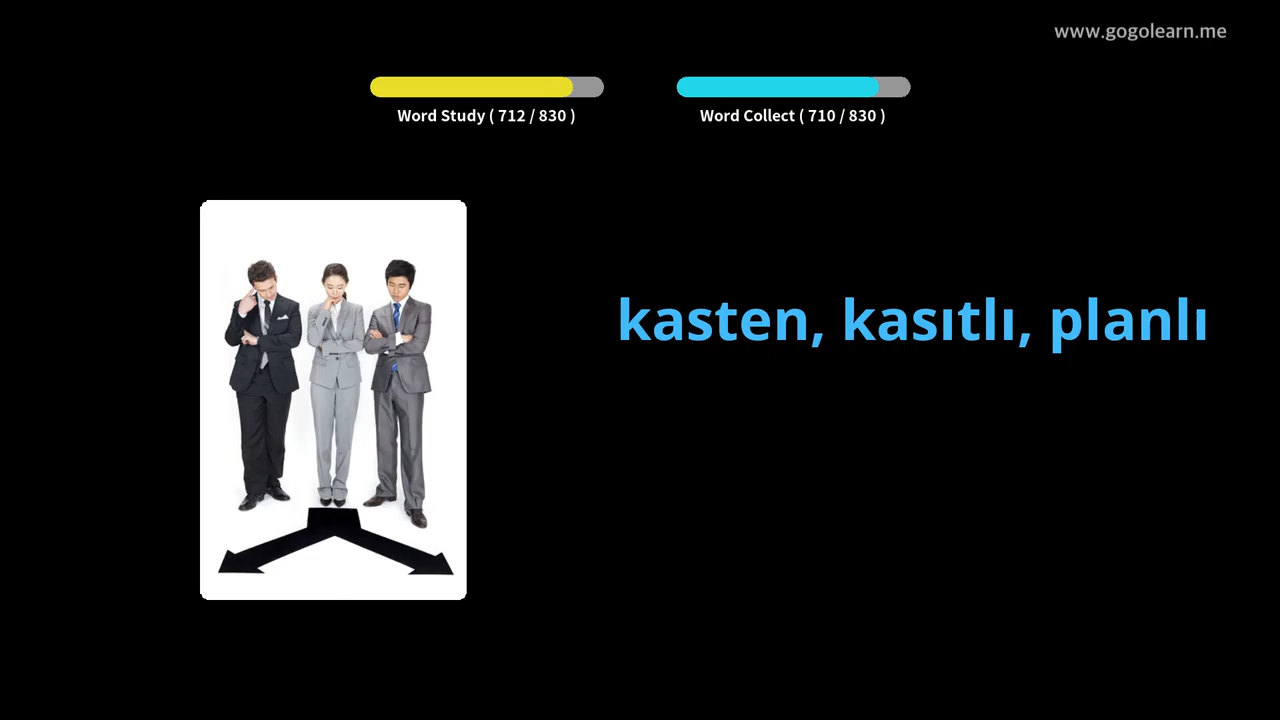 www.gogolearn.me
Word Study ( 712 / 830 )
Word Collect ( 710 / 830 )
kasten, kasıtlı, planlı